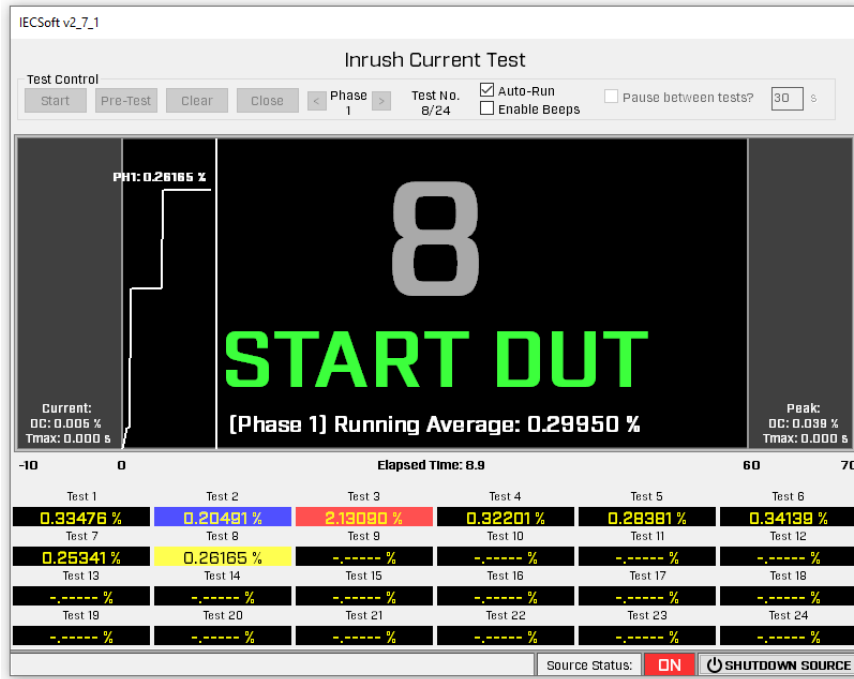 IECSoft v2_7_1
Inrush Current Test
Test Control
Start Pre-Test Clear Close < Phase 1 > Test No. 8/24 Auto-Run Enable Beeps Pause between tests? 30 s
PH1: 0.26165 %
8
START DUT
[Phase 1] Running Average: 0.29950 %
Current:
DC: 0.005 %
Tmax: 0.000 s
Peak:
DC: 0.039 %
Tmax: 0.000 s
-10 0 Elapsed Time: 8.9 60 70
Test 1 Test 2 Test 3 Test 4 Test 5 Test 6
0.33476 % 0.20491 % 2.13090 % 0.32201 % 0.28381 % 0.34139 %
Test 7 Test 8 Test 9 Test 10 Test 11 Test 12
0.25341 % 0.26165 % -.----- % -.----- % -.----- % -.----- %
Test 13 Test 14 Test 15 Test 16 Test 17 Test 18
-.----- % -.----- % -.----- % -.----- % -.----- % -.----- %
Test 19 Test 20 Test 21 Test 22 Test 23 Test 24
-.----- % -.----- % -.----- % -.----- % -.----- % -.----- %
Source Status: ON SHUTDOWN SOURCE